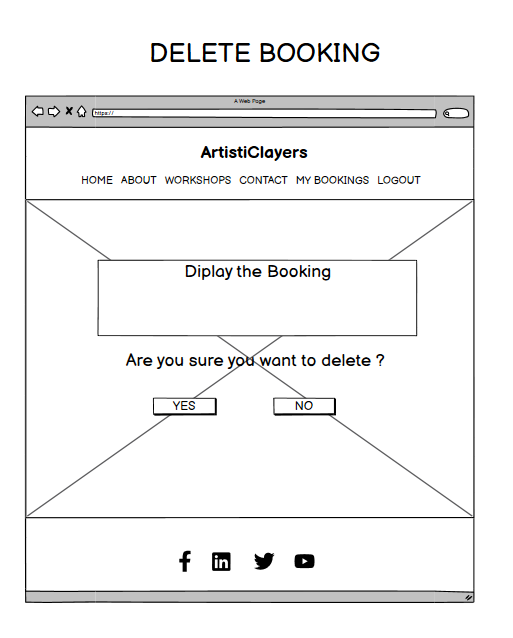 DELETE BOOKING
A Web Page
https://
ArtistiClayers
HOME ABOUT WORKSHOPS CONTACT MY BOOKINGS LOGOUT
Diplay the Booking
Are you sure you want to delete ?
YES NO